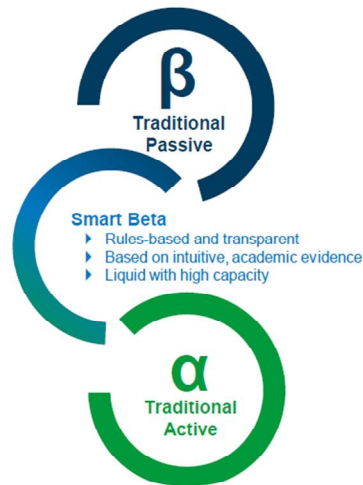 β
Traditional
Passive
Smart Beta
Rules-based and transparent
Based on intuitive, academic evidence
Liquid with high capacity
α
Traditional
Active